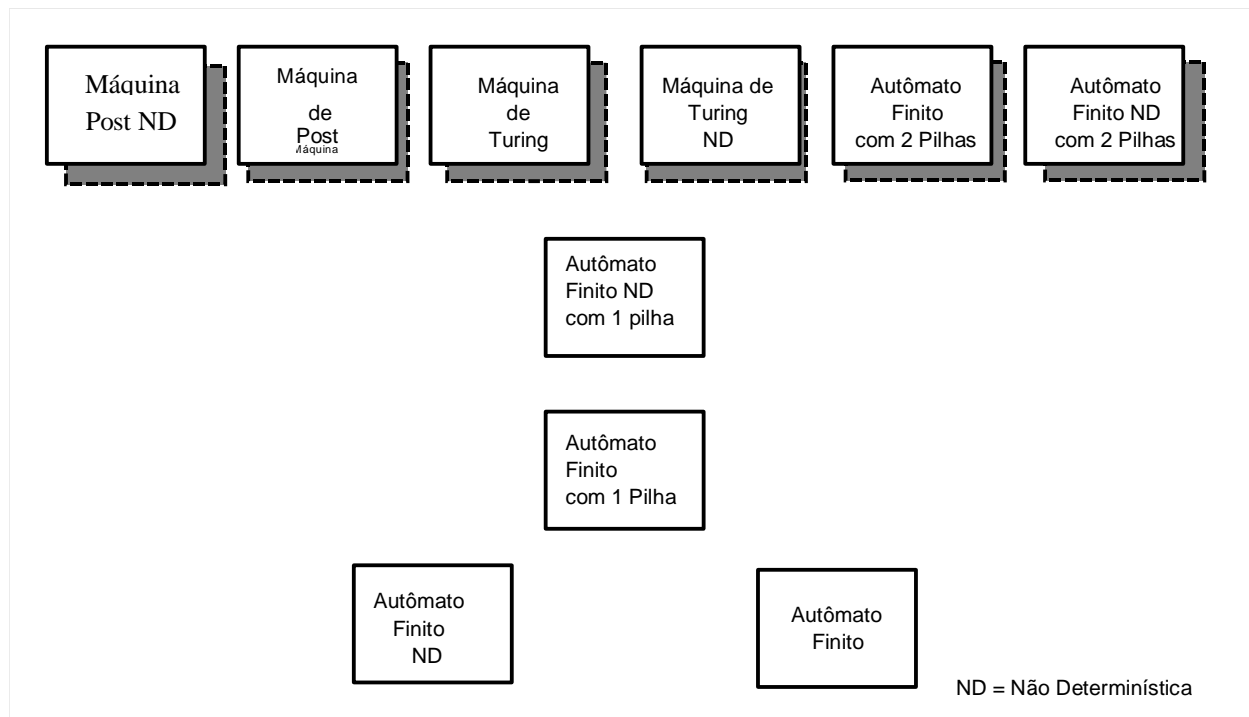 Máquina
Post ND
Máquina
de
Post
Máquina
Máquina
de
Turing
Máquina de
Turing
ND
Autômato
Finito
com 2 Pilhas
Autômato
Finito ND
com 2 Pilhas
Autômato
Finito ND
com 1 pilha
Autômato
Finito
com 1 Pilha
Autômato
Finito
ND
Autômato
Finito
ND = Não Determinística